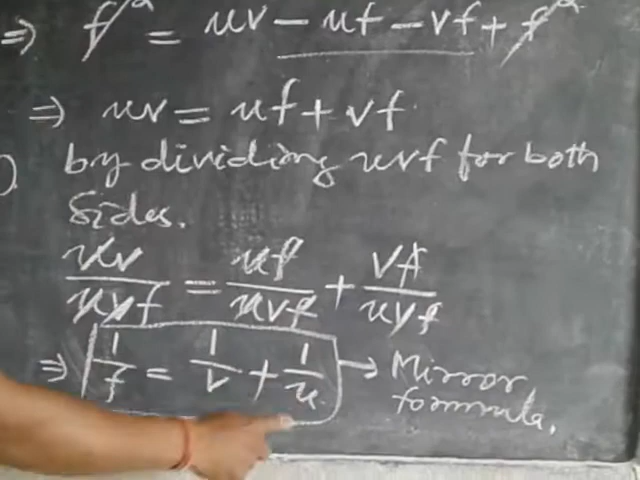 ⇒ f² = uv - uf - vf + f²
⇒ uv = uf + vf.
) by dividing uvf for both
sides.
uv/uvf = uf/uvf + vf/uvf
⇒ 1/f = 1/v + 1/u → Mirror
formula.